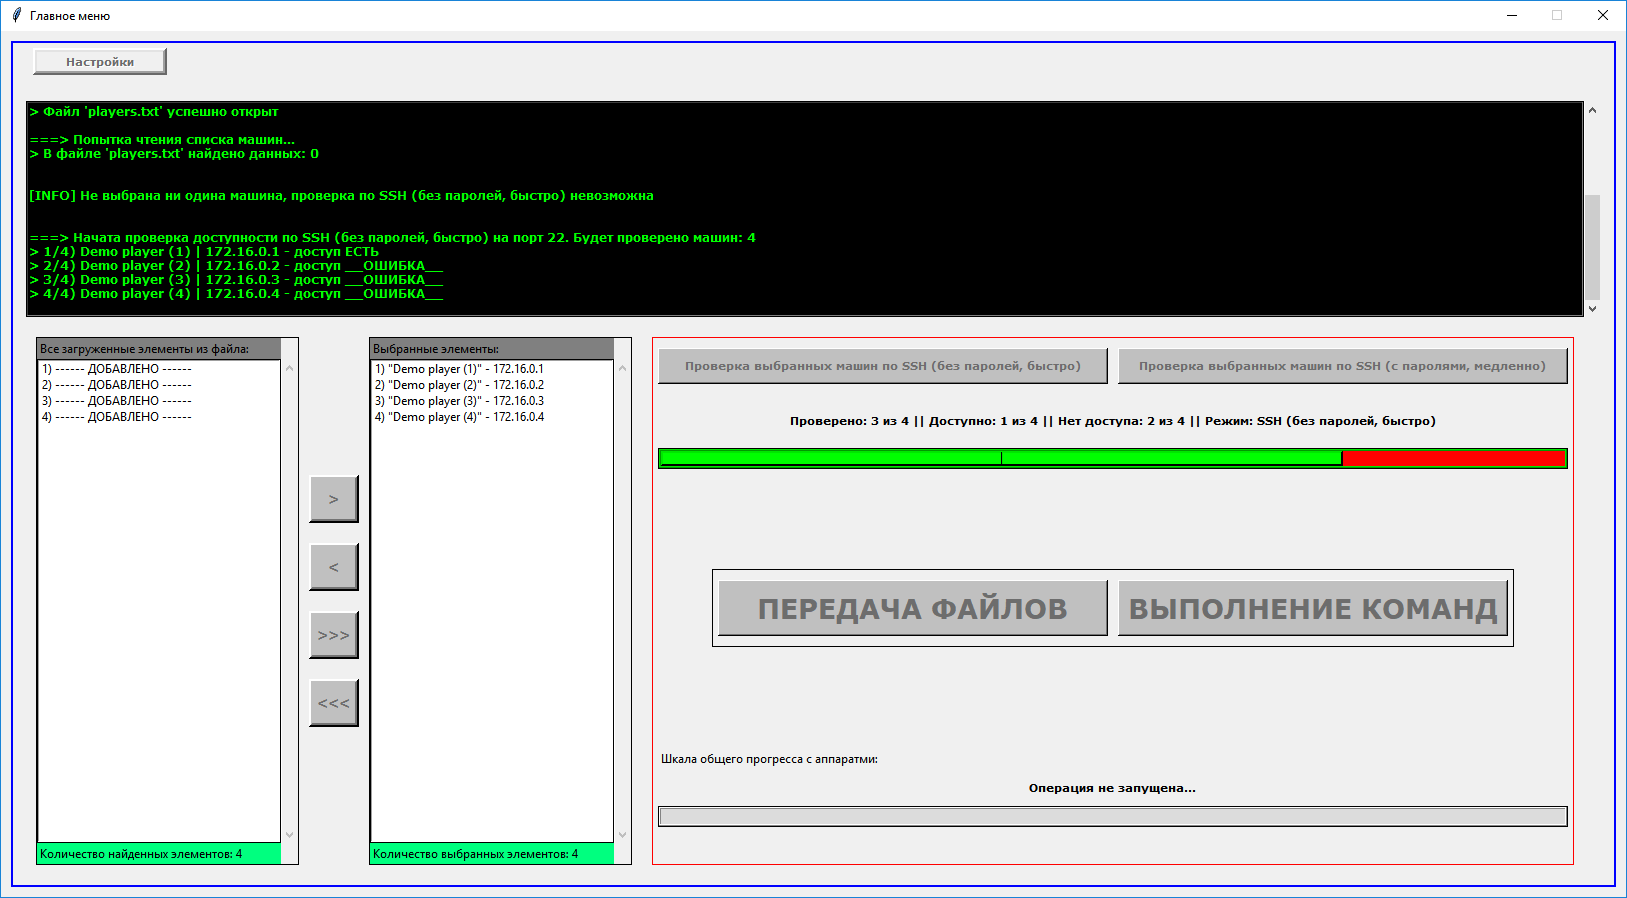 Главное меню
Настройки
> Файл 'players.txt' успешно открыт
===> Попытка чтения списка машин...
> В файле 'players.txt' найдено данных: 0
[INFO] Не выбрана ни одина машина, проверка по SSH (без паролей, быстро) невозможна
===> Начата проверка доступности по SSH (без паролей, быстро) на порт 22. Будет проверено машин: 4
> 1/4) Demo player (1) | 172.16.0.1 - доступ ЕСТЬ
> 2/4) Demo player (2) | 172.16.0.2 - доступ __ОШИБКА__
> 3/4) Demo player (3) | 172.16.0.3 - доступ __ОШИБКА__
> 4/4) Demo player (4) | 172.16.0.4 - доступ __ОШИБКА__
Все загруженные элементы из файла:
1) ------ ДОБАВЛЕНО ------
2) ------ ДОБАВЛЕНО ------
3) ------ ДОБАВЛЕНО ------
4) ------ ДОБАВЛЕНО ------
Количество найденных элементов: 4
>
<
>>>
<<<
Выбранные элементы:
1) "Demo player (1)" - 172.16.0.1
2) "Demo player (2)" - 172.16.0.2
3) "Demo player (3)" - 172.16.0.3
4) "Demo player (4)" - 172.16.0.4
Количество выбранных элементов: 4
Проверка выбранных машин по SSH (без паролей, быстро)
Проверка выбранных машин по SSH (с паролями, медленно)
Проверено: 3 из 4 || Доступно: 1 из 4 || Нет доступа: 2 из 4 || Режим: SSH (без паролей, быстро)
ПЕРЕДАЧА ФАЙЛОВ
ВЫПОЛНЕНИЕ КОМАНД
Шкала общего прогресса с аппаратми:
Операция не запущена...